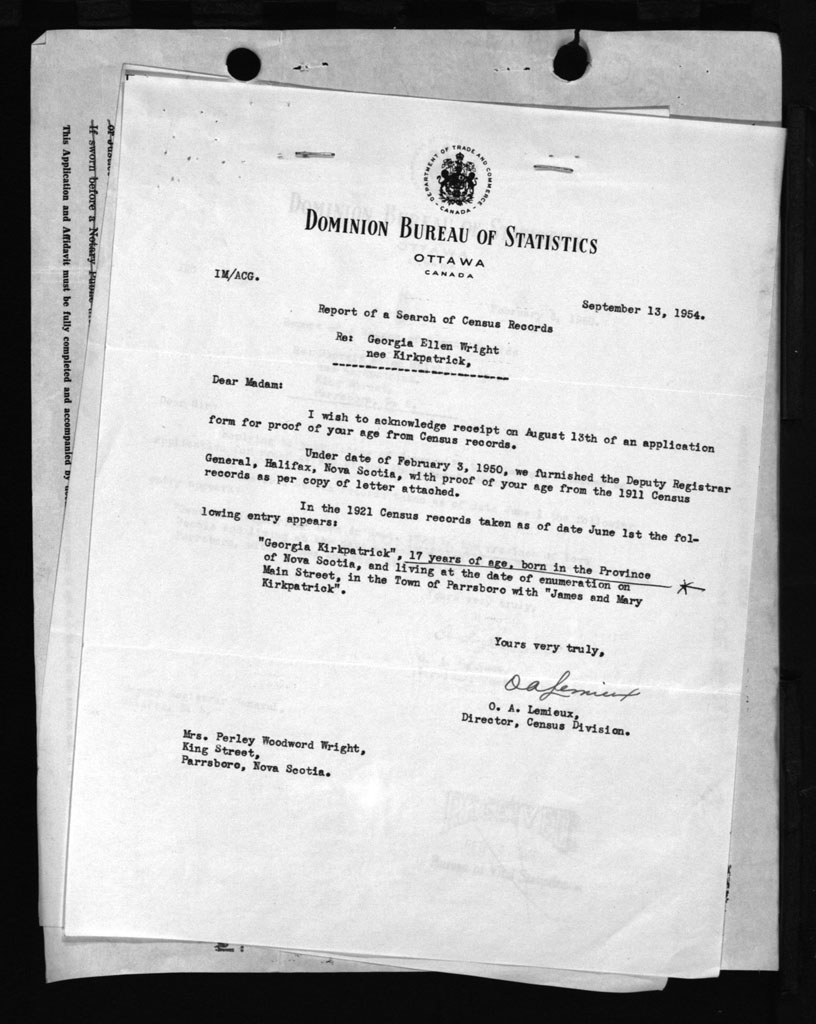 DEPARTMENT OF TRADE AND COMMERCE
- CANADA -
DOMINION BUREAU OF STATISTICS
OTTAWA
CANADA
IM/ACG.
September 13, 1954.
Report of a Search of Census Records
Re: Georgia Ellen Wright
nee Kirkpatrick,
Dear Madam:
I wish to acknowledge receipt on August 13th of an application
form for proof of your age from Census records.
Under date of February 3, 1950, we furnished the Deputy Registrar
General, Halifax, Nova Scotia, with proof of your age from the 1911 Census
records as per copy of letter attached.
In the 1921 Census records taken as of date June 1st the fol-
lowing entry appears:
"Georgia Kirkpatrick", 17 years of age, born in the Province
of Nova Scotia, and living at the date of enumeration on
Main Street, in the Town of Parrsboro with "James and Mary
Kirkpatrick".
Yours very truly,
O A Lemieux
O. A. Lemieux,
Director, Census Division.
Mrs. Perley Woodword Wright,
King Street,
Parrsboro, Nova Scotia.
If sworn before a Notary Public
This Application and Affidavit must be fully completed and accompanied by